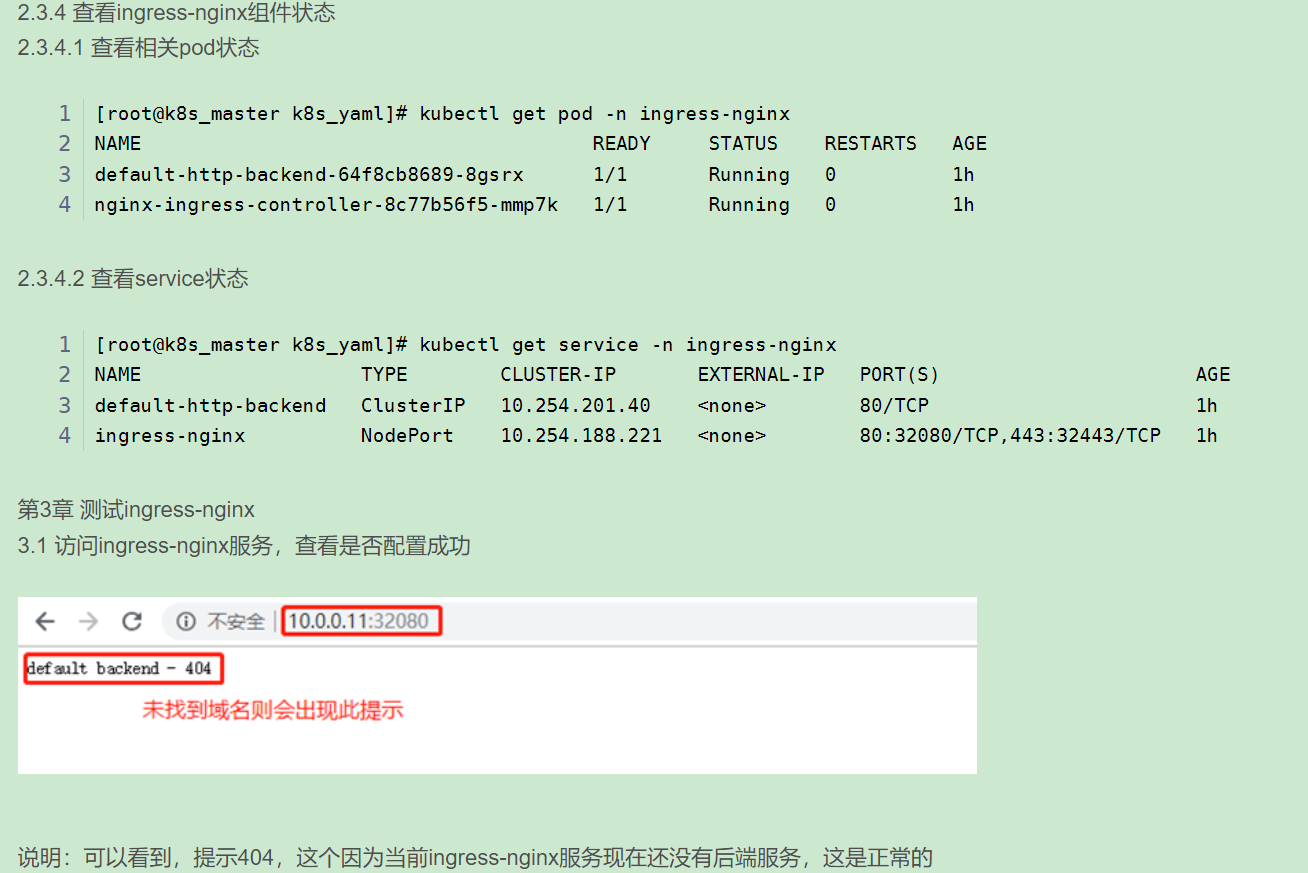 2.3.4 查看ingress-nginx组件状态
2.3.4.1 查看相关pod状态
1 [root@k8s_master k8s_yaml]# kubectl get pod -n ingress-nginx
2 NAME READY STATUS RESTARTS AGE
3 default-http-backend-64f8cb8689-8gsrx 1/1 Running 0 1h
4 nginx-ingress-controller-8c77b56f5-mmp7k 1/1 Running 0 1h
2.3.4.2 查看service状态
1 [root@k8s_master k8s_yaml]# kubectl get service -n ingress-nginx
2 NAME TYPE CLUSTER-IP EXTERNAL-IP PORT(S) AGE
3 default-http-backend ClusterIP 10.254.201.40 <none> 80/TCP 1h
4 ingress-nginx NodePort 10.254.188.221 <none> 80:32080/TCP,443:32443/TCP 1h
第3章 测试ingress-nginx
3.1 访问ingress-nginx服务，查看是否配置成功
不安全 | 10.0.0.11:32080
default backend - 404
未找到域名则会出现此提示
说明：可以看到，提示404，这个因为当前ingress-nginx服务现在还没有后端服务，这是正常的